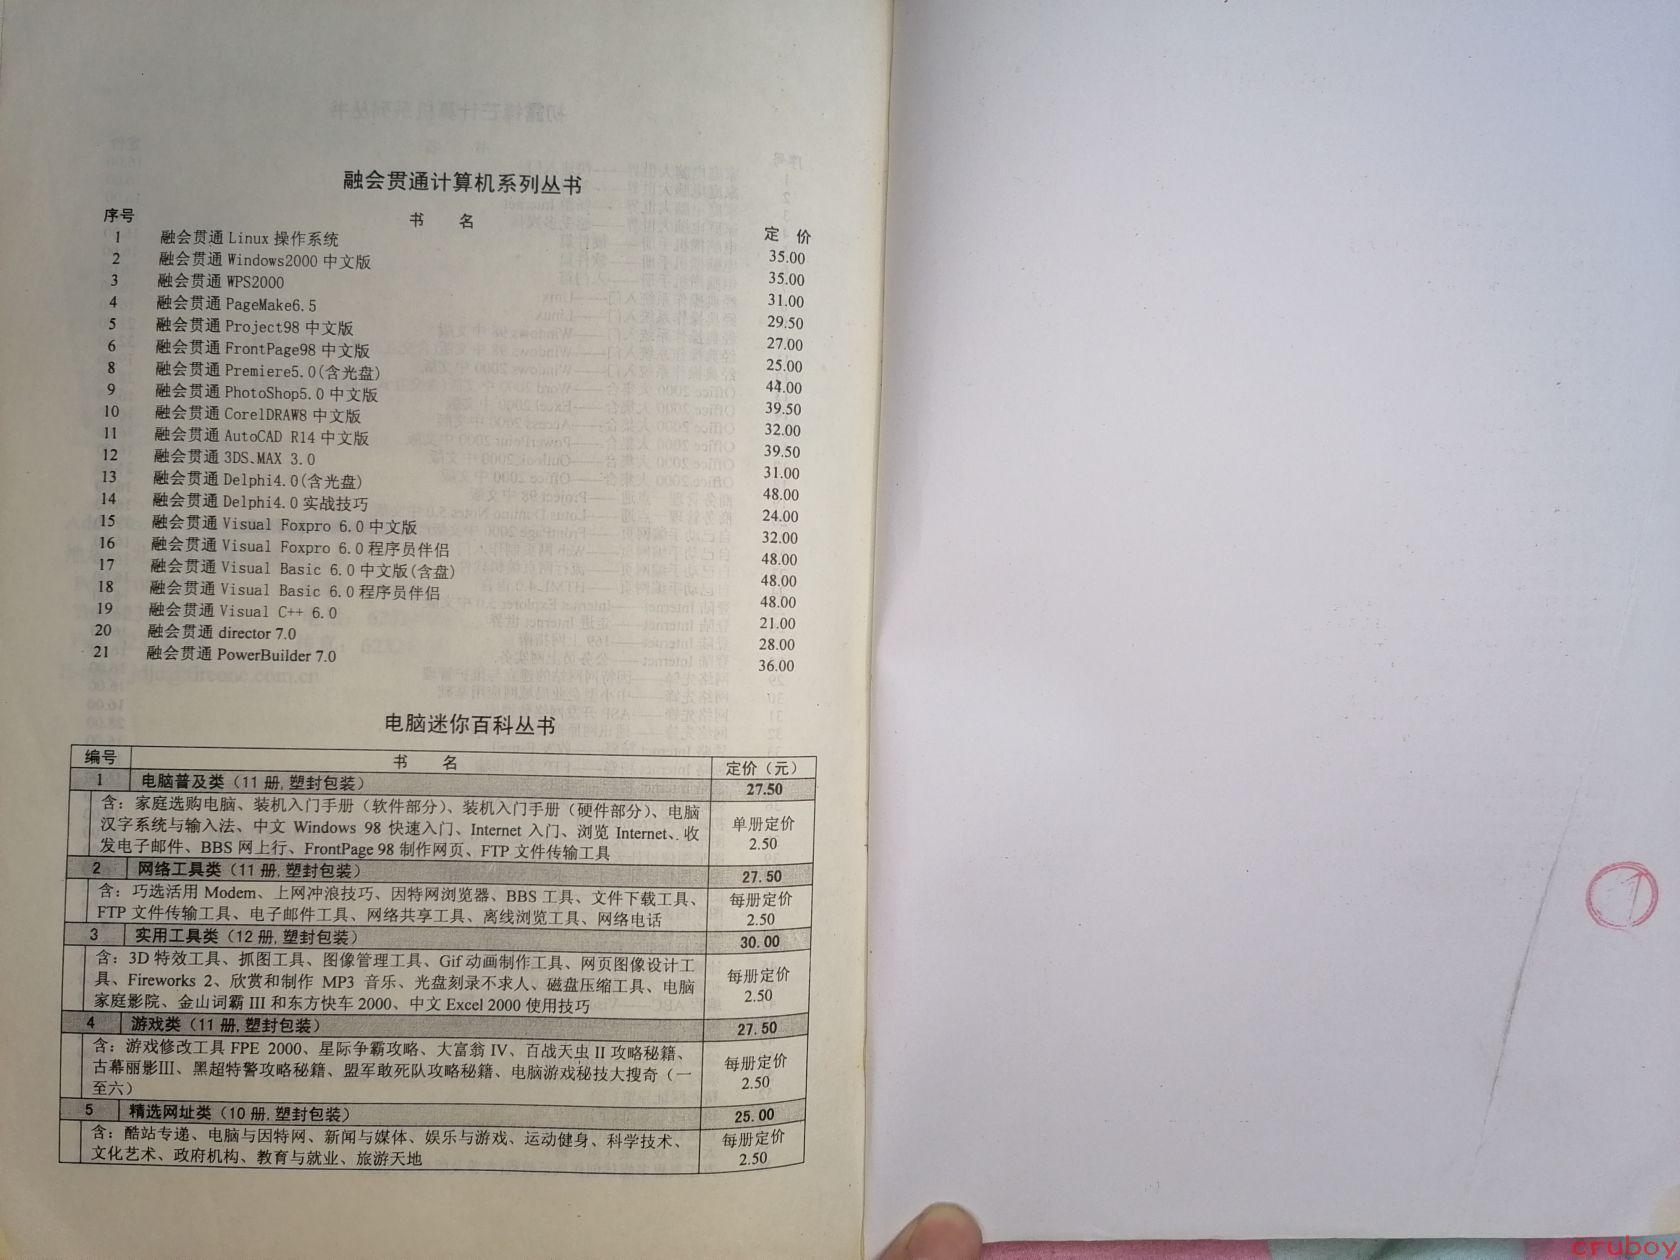 融会贯通计算机系列丛书
序号 书 名 定 价
1 融会贯通 Linux 操作系统 35.00
2 融会贯通 Windows2000 中文版 35.00
3 融会贯通 WPS2000 31.00
4 融会贯通 PageMake6.5 29.50
5 融会贯通 Project98 中文版 27.00
6 融会贯通 FrontPage98 中文版 25.00
8 融会贯通 Premiere5.0(含光盘) 44.00
9 融会贯通 PhotoShop5.0 中文版 39.50
10 融会贯通 CorelDRAW8 中文版 32.00
11 融会贯通 AutoCAD R14 中文版 39.50
12 融会贯通 3DS.MAX 3.0 31.00
13 融会贯通 Delphi4.0(含光盘) 48.00
14 融会贯通 Delphi4.0 实战技巧 24.00
15 融会贯通 Visual Foxpro 6.0 中文版 32.00
16 融会贯通 Visual Foxpro 6.0 程序员伴侣 48.00
17 融会贯通 Visual Basic 6.0 中文版(含盘) 48.00
18 融会贯通 Visual Basic 6.0 程序员伴侣 48.00
19 融会贯通 Visual C++ 6.0 21.00
20 融会贯通 director 7.0 28.00
21 融会贯通 PowerBuilder 7.0 36.00
电脑迷你百科丛书
编号 书 名 定价（元）
1 电脑普及类（11 册,塑封包装） 27.50
含：家庭选购电脑、装机入门手册（软件部分）、装机入门手册（硬件部分）、电脑
汉字系统与输入法、中文 Windows 98 快速入门、Internet 入门、浏览 Internet、收
发电子邮件、BBS 网上行、FrontPage 98 制作网页、FTP 文件传输工具
单册定价
2.50
2 网络工具类（11 册,塑封包装） 27.50
含：巧选活用 Modem、上网冲浪技巧、因特网浏览器、BBS 工具、文件下载工具、
FTP 文件传输工具、电子邮件工具、网络共享工具、离线浏览工具、网络电话
每册定价
2.50
3 实用工具类（12 册,塑封包装） 30.00
含：3D 特效工具、抓图工具、图像管理工具、Gif 动画制作工具、网页图像设计工
具、Fireworks 2、欣赏和制作 MP3 音乐、光盘刻录不求人、磁盘压缩工具、电脑
家庭影院、金山词霸 III 和东方快车 2000、中文 Excel 2000 使用技巧
每册定价
2.50
4 游戏类（11 册,塑封包装） 27.50
含：游戏修改工具 FPE 2000、星际争霸攻略、大富翁 IV、百战天虫 II 攻略秘籍、
古幕丽影Ⅲ、黑超特警攻略秘籍、盟军敢死队攻略秘籍、电脑游戏秘技大搜奇（一
至六）
每册定价
2.50
5 精选网址类（10 册,塑封包装） 25.00
含：酷站专递、电脑与因特网、新闻与媒体、娱乐与游戏、运动健身、科学技术、
文化艺术、政府机构、教育与就业、旅游天地
每册定价
2.50
cruboy